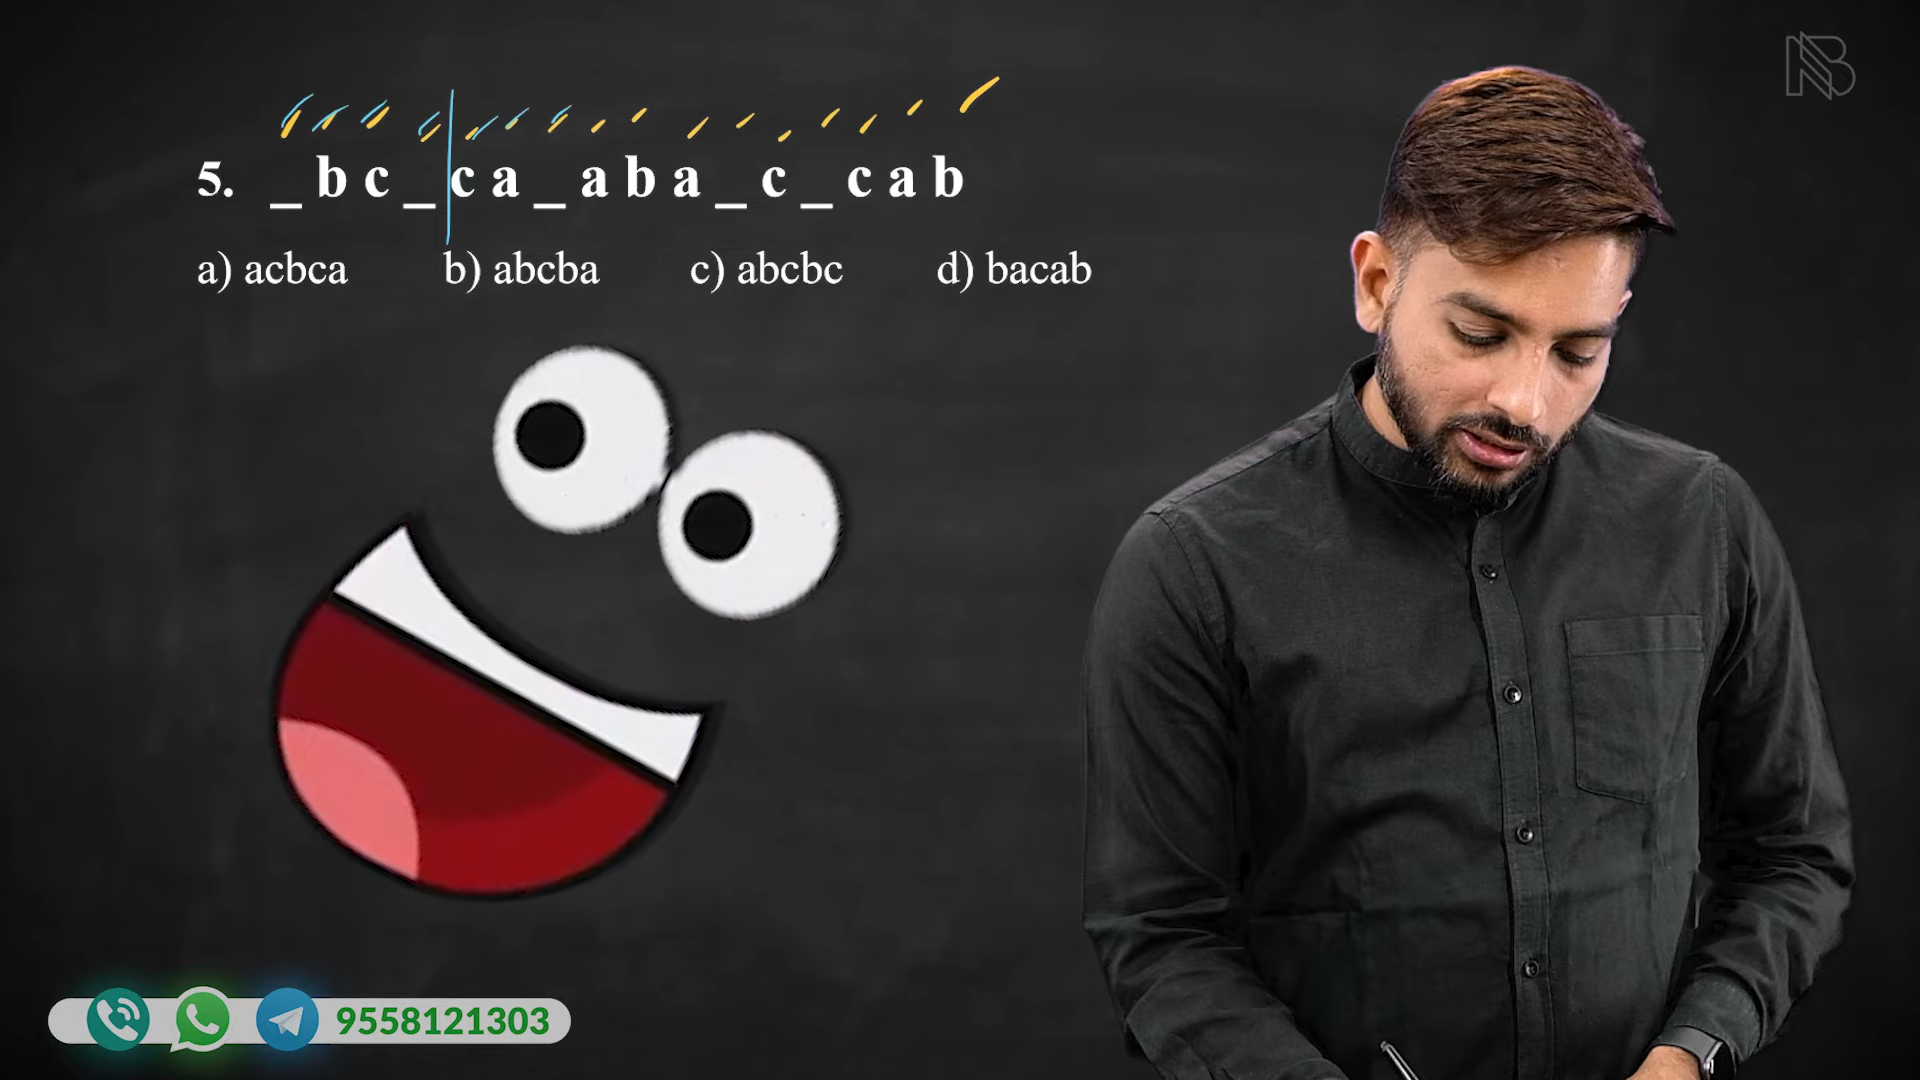 5. _ b c _ c a _ a b a _ c _ c a b
a) acbca b) abcba c) abcbc d) bacab
9558121303